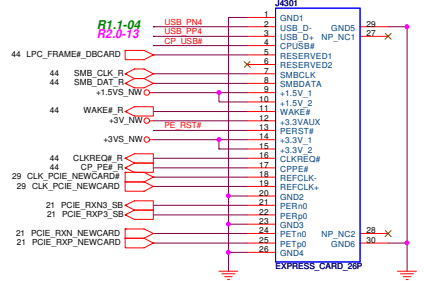 J4301
R1.1-04 USB_PN4 1 GND1
R2.0-13 USB_PP4 2 USB_D- GND5 29
CP_USB# 3 USB_D+ NP_NC1 27
4 CPUSB#
44 LPC_FRAME#_DBCARD 5 RESERVED1
6 RESERVED2
44 SMB_CLK_R 7 SMBCLK
44 SMB_DAT_R 8 SMBDATA
+1.5VS_NW 9 +1.5V_1
10 +1.5V_2
44 WAKE#_R 11 WAKE#
+3V_NW 12 +3.3VAUX
PE_RST# 13 PERST#
+3VS_NW 14 +3.3V_1
15 +3.3V_2
44 CLKREQ#_R 16 CLKREQ#
44 CP_PE#_R 17 CPPE#
29 CLK_PCIE_NEWCARD# 18 REFCLK-
29 CLK_PCIE_NEWCARD 19 REFCLK+
20 GND2
21 PCIE_RXN3_SB 21 PERn0
21 PCIE_RXP3_SB 22 PERp0
23 GND3
21 PCIE_RXN_NEWCARD 24 PETn0 NP_NC2 28
21 PCIE_RXP_NEWCARD 25 PETp0 GND6 30
26 GND4
EXPRESS_CARD_26P